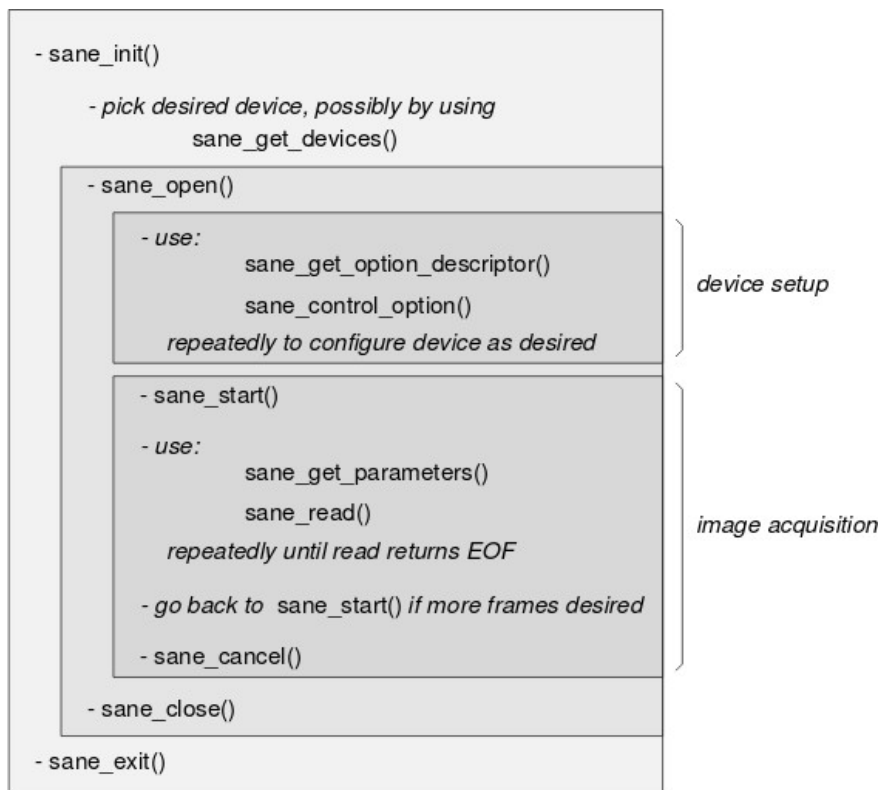 - sane_init()
- pick desired device, possibly by using
sane_get_devices()
- sane_open()
- use:
sane_get_option_descriptor()
sane_control_option()
repeatedly to configure device as desired
device setup
- sane_start()
- use:
sane_get_parameters()
sane_read()
repeatedly until read returns EOF
- go back to sane_start() if more frames desired
- sane_cancel()
image acquisition
- sane_close()
- sane_exit()